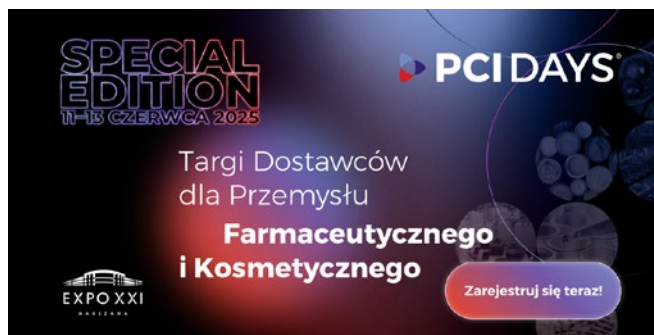 SPECIAL
EDITION
11-13 CZERWCA 2025
PCI DAYS®
Targi Dostawców
dla Przemysłu
Farmaceutycznego
i Kosmetycznego
EXPO XXI
WARSZAWA
Zarejestruj się teraz!